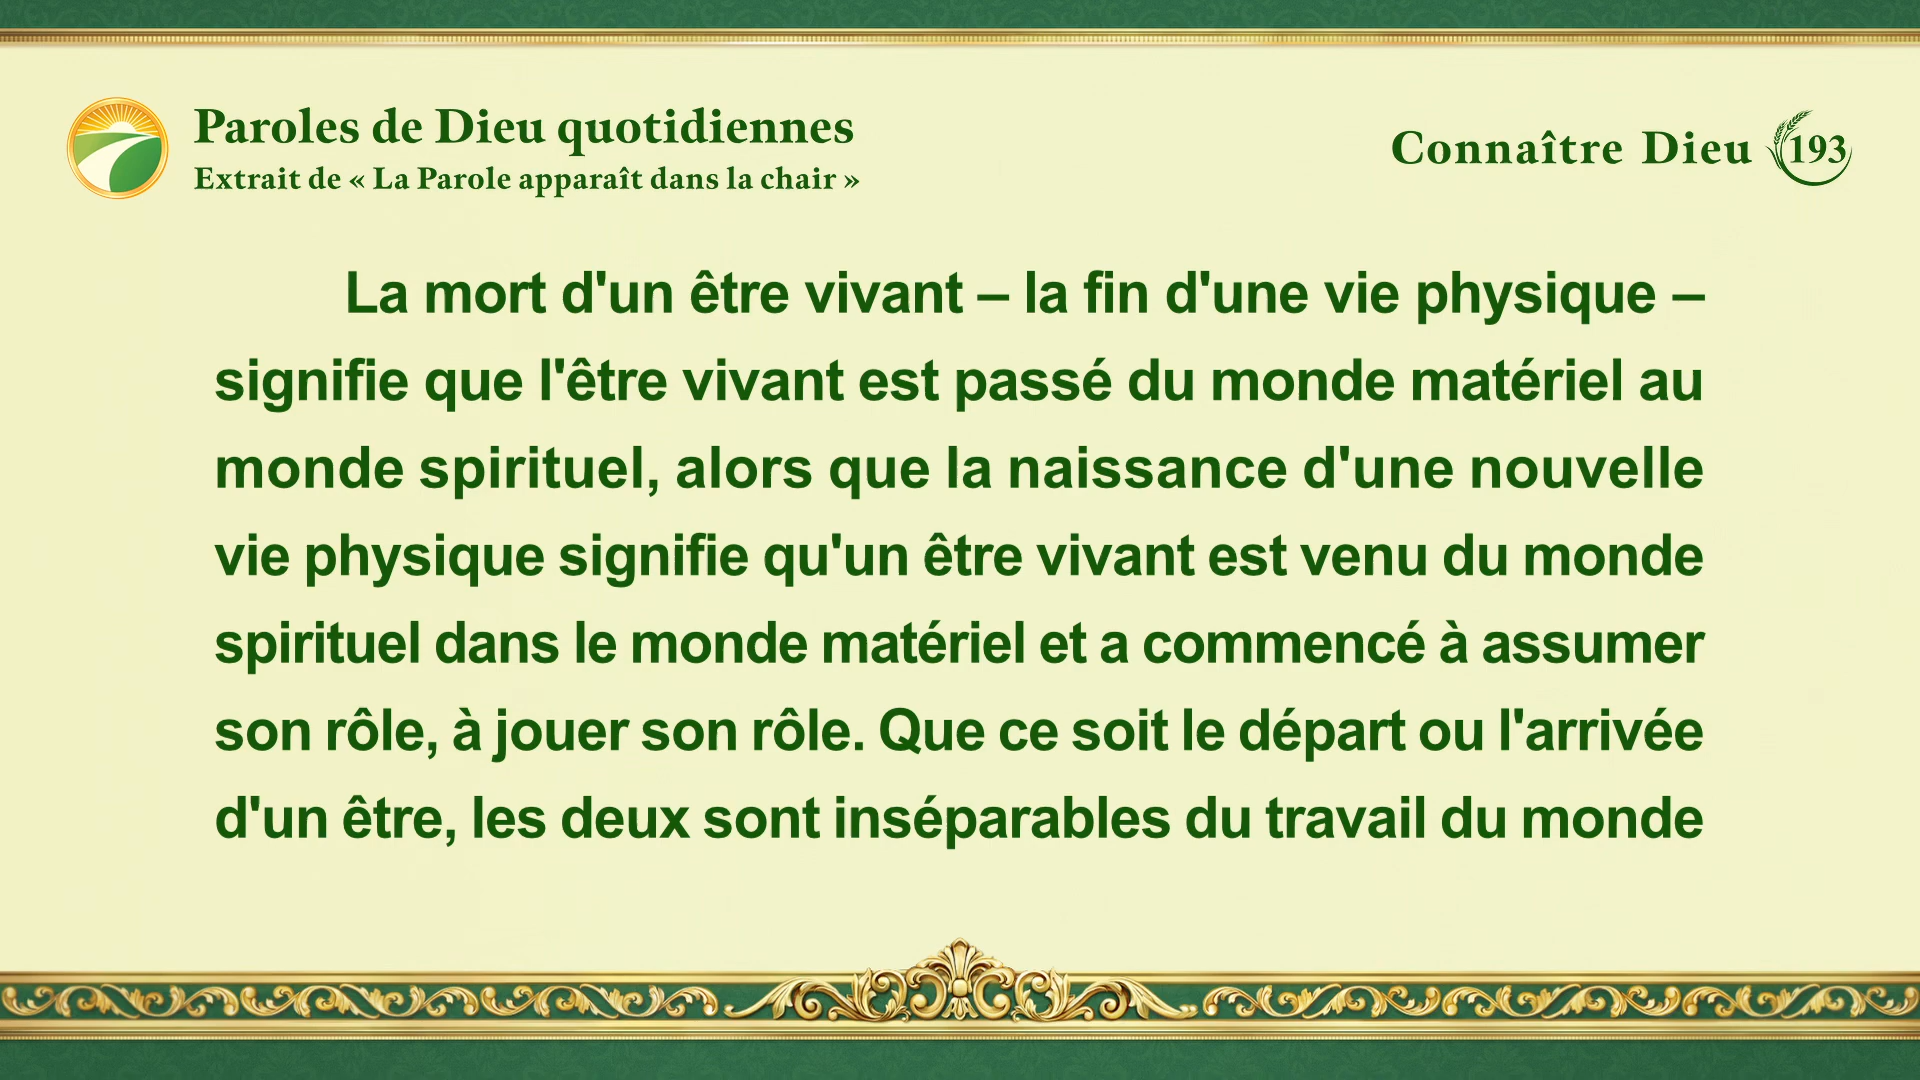 Paroles de Dieu quotidiennes
Extrait de « La Parole apparaît dans la chair »
Connaître Dieu 193
La mort d'un être vivant – la fin d'une vie physique –
signifie que l'être vivant est passé du monde matériel au
monde spirituel, alors que la naissance d'une nouvelle
vie physique signifie qu'un être vivant est venu du monde
spirituel dans le monde matériel et a commencé à assumer
son rôle, à jouer son rôle. Que ce soit le départ ou l'arrivée
d'un être, les deux sont inséparables du travail du monde